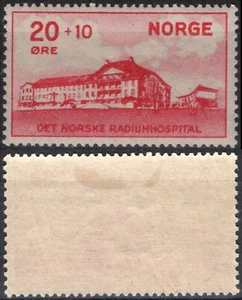 20 +10 NORGE
ØRE
DET NORSKE RADIUMHOSPITAL